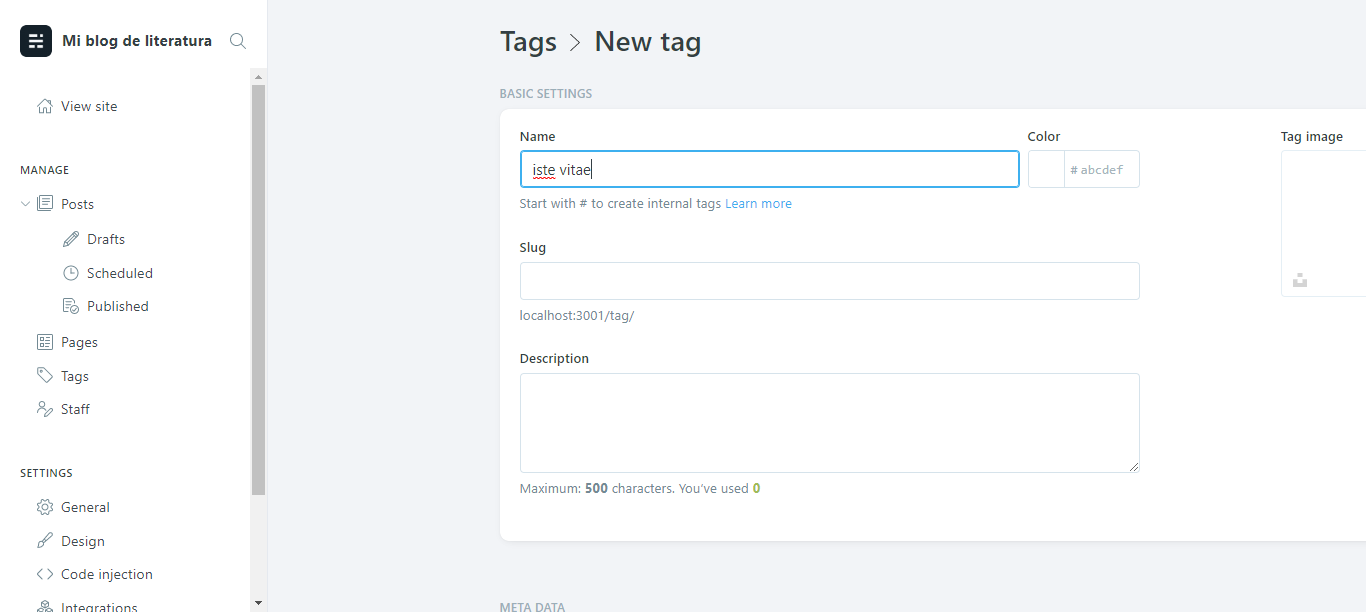 Mi blog de literatura
View site
MANAGE
Posts
Drafts
Scheduled
Published
Pages
Tags
Staff
SETTINGS
General
Design
Code injection
Integrations
Tags > New tag
BASIC SETTINGS
Name
iste vitae
Start with # to create internal tags Learn more
Color
# abcdef
Tag image
Slug
localhost:3001/tag/
Description
Maximum: 500 characters. You've used 0
META DATA